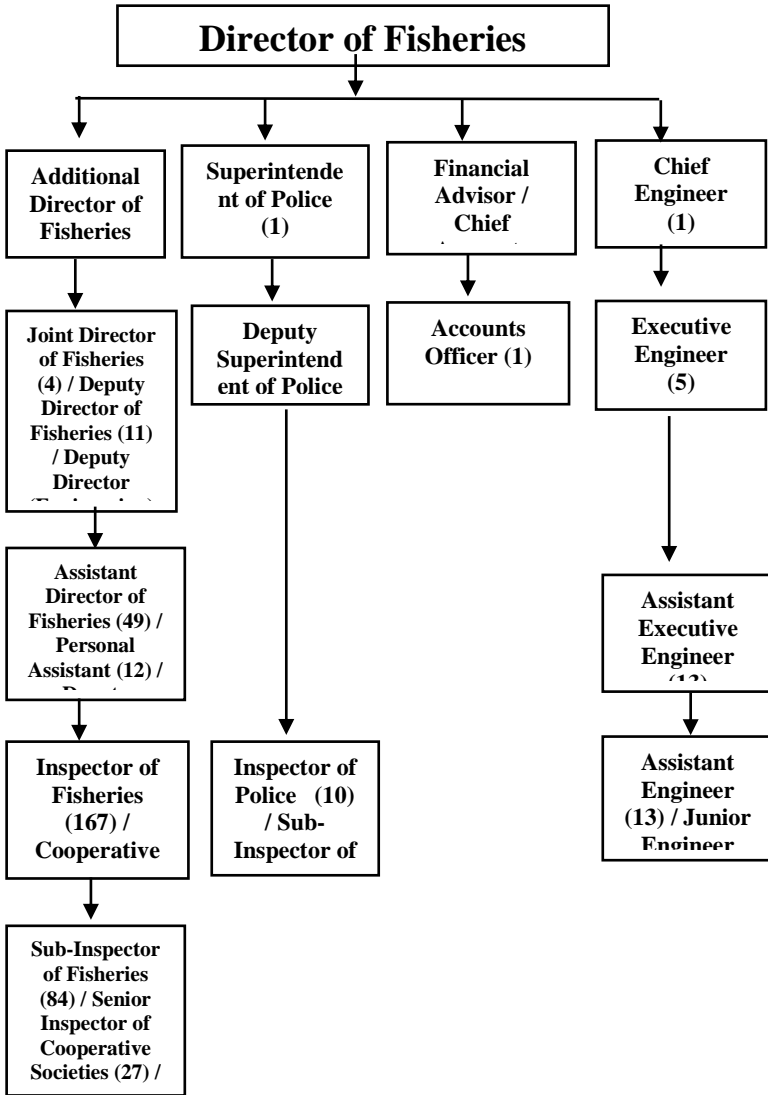 Director of Fisheries
Additional
Director of
Fisheries
Superintende
nt of Police
(1)
Financial
Advisor /
Chief
Chief
Engineer
(1)
Joint Director
of Fisheries
(4) / Deputy
Director of
Fisheries (11)
/ Deputy
Director
Deputy
Superintend
ent of Police
Accounts
Officer (1)
Executive
Engineer
(5)
Assistant
Director of
Fisheries (49) /
Personal
Assistant (12) /
Assistant
Executive
Engineer
Inspector of
Fisheries
(167) /
Cooperative
Inspector of
Police (10)
/ Sub-
Inspector of
Assistant
Engineer
(13) / Junior
Engineer
Sub-Inspector
of Fisheries
(84) / Senior
Inspector of
Cooperative
Societies (27) /